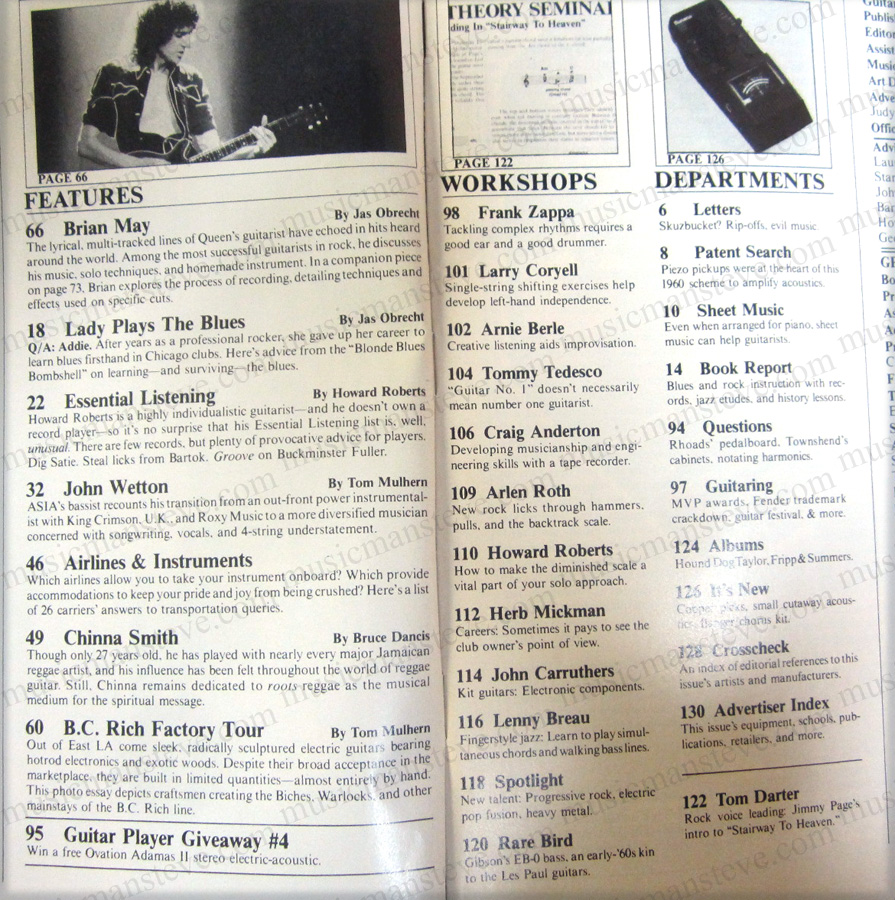 PAGE 66
FEATURES
66 Brian May By Jas Obrecht
The lyrical, multi-tracked lines of Queen's guitarist have echoed in hits heard
around the world. Among the most successful guitarists in rock, he discusses
his music, solo techniques, and homemade instrument. In a companion piece
on page 73, Brian explores the process of recording, detailing techniques and
effects used on specific cuts.
18 Lady Plays The Blues By Jas Obrecht
Q/A: Addie. After years as a professional rocker, she gave up her career to
learn blues firsthand in Chicago clubs. Here's advice from the "Blonde Blues
Bombshell" on learning—and surviving—the blues.
22 Essential Listening By Howard Roberts
Howard Roberts is a highly individualistic guitarist—and he doesn't own a
record player—so it's no surprise that his Essential Listening list is, well,
unusual. There are few records, but plenty of provocative advice for players.
Dig Satie. Steal licks from Bartok. Groove on Buckminster Fuller.
32 John Wetton By Tom Mulhern
ASIA's bassist recounts his transition from an out-front power instrumental-
ist with King Crimson, U.K., and Roxy Music to a more diversified musician
concerned with songwriting, vocals, and 4-string understatement.
46 Airlines & Instruments
Which airlines allow you to take your instrument onboard? Which provide
accommodations to keep your pride and joy from being crushed? Here's a list
of 26 carriers' answers to transportation queries.
49 Chinna Smith By Bruce Dancis
Though only 27 years old, he has played with nearly every major Jamaican
reggae artist, and his influence has been felt throughout the world of reggae
guitar. Still, Chinna remains dedicated to roots reggae as the musical
medium for the spiritual message.
60 B.C. Rich Factory Tour By Tom Mulhern
Out of East LA come sleek, radically sculptured electric guitars bearing
hotrod electronics and exotic woods. Despite their broad acceptance in the
marketplace, they are built in limited quantities—almost entirely by hand.
This photo essay depicts craftsmen creating the Biches, Warlocks, and other
mainstays of the B.C. Rich line.
95 Guitar Player Giveaway #4
Win a free Ovation Adamas II stereo electric-acoustic.
THEORY SEMINAR
ding In "Stairway To Heaven"
PAGE 122
WORKSHOPS
98 Frank Zappa
Tackling complex rhythms requires a
good ear and a good drummer.
101 Larry Coryell
Single-string shifting exercises help
develop left-hand independence.
102 Arnie Berle
Creative listening aids improvisation.
104 Tommy Tedesco
"Guitar No. 1" doesn't necessarily
mean number one guitarist.
106 Craig Anderton
Developing musicianship and engi-
neering skills with a tape recorder.
109 Arlen Roth
New rock licks through hammers,
pulls, and the backtrack scale.
110 Howard Roberts
How to make the diminished scale a
vital part of your solo approach.
112 Herb Mickman
Careers: Sometimes it pays to see the
club owner's point of view.
114 John Carruthers
Kit guitars: Electronic components.
116 Lenny Breau
Fingerstyle jazz: Learn to play simul-
taneous chords and walking bass lines.
118 Spotlight
New talent: Progressive rock, electric
pop fusion, heavy metal.
120 Rare Bird
Gibson's EB-0 bass, an early-'60s kin
to the Les Paul guitars.
PAGE 126
DEPARTMENTS
6 Letters
Skuzbucket? Rip-offs, evil music.
8 Patent Search
Piezo pickups were at the heart of this
1960 scheme to amplify acoustics.
10 Sheet Music
Even when arranged for piano, sheet
music can help guitarists.
14 Book Report
Blues and rock instruction with rec-
ords, jazz etudes, and history lessons.
94 Questions
Rhoads' pedalboard, Townshend's
cabinets, notating harmonics.
97 Guitaring
MVP awards, Fender trademark
crackdown, guitar festival, & more.
124 Albums
Hound Dog Taylor, Fripp & Summers.
126 It's New
Copper picks, small cutaway acous-
tics, flanger/chorus kit.
128 Crosscheck
An index of editorial references to this
issue's artists and manufacturers.
130 Advertiser Index
This issue's equipment, schools, pub-
lications, retailers, and more.
122 Tom Darter
Rock voice leading: Jimmy Page's
intro to "Stairway To Heaven."
musicmansteve.com